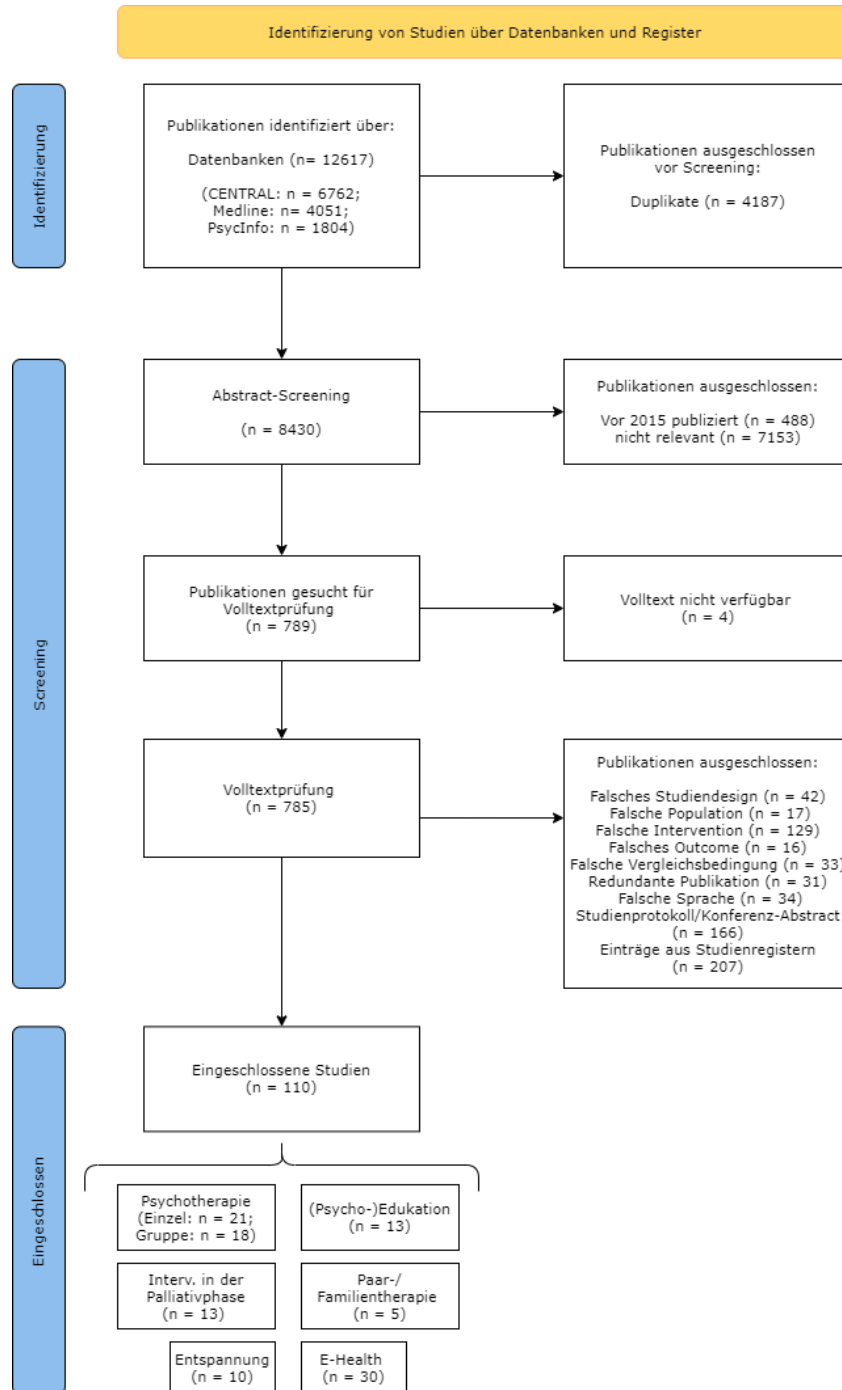 Identifizierung von Studien über Datenbanken und Register
Identifizierung
Publikationen identifiziert über:
Datenbanken (n= 12617)
(CENTRAL: n = 6762;
Medline: n= 4051;
PsycInfo: n = 1804)
Publikationen ausgeschlossen
vor Screening:
Duplikate (n = 4187)
Screening
Abstract-Screening
(n = 8430)
Publikationen ausgeschlossen:
Vor 2015 publiziert (n = 488)
nicht relevant (n = 7153)
Publikationen gesucht für
Volltextprüfung
(n = 789)
Volltext nicht verfügbar
(n = 4)
Volltextprüfung
(n = 785)
Publikationen ausgeschlossen:
Falsches Studiendesign (n = 42)
Falsche Population (n = 17)
Falsche Intervention (n = 129)
Falsches Outcome (n = 16)
Falsche Vergleichsbedingung (n = 33)
Redundante Publikation (n = 31)
Falsche Sprache (n = 34)
Studienprotokoll/Konferenz-Abstract
(n = 166)
Einträge aus Studienregistern
(n = 207)
Eingeschlossen
Eingeschlossene Studien
(n = 110)
Psychotherapie
(Einzel: n = 21;
Gruppe: n = 18)
(Psycho-)Edukation
(n = 13)
Interv. in der
Palliativphase
(n = 13)
Paar-/
Familientherapie
(n = 5)
Entspannung
(n = 10)
E-Health
(n = 30)